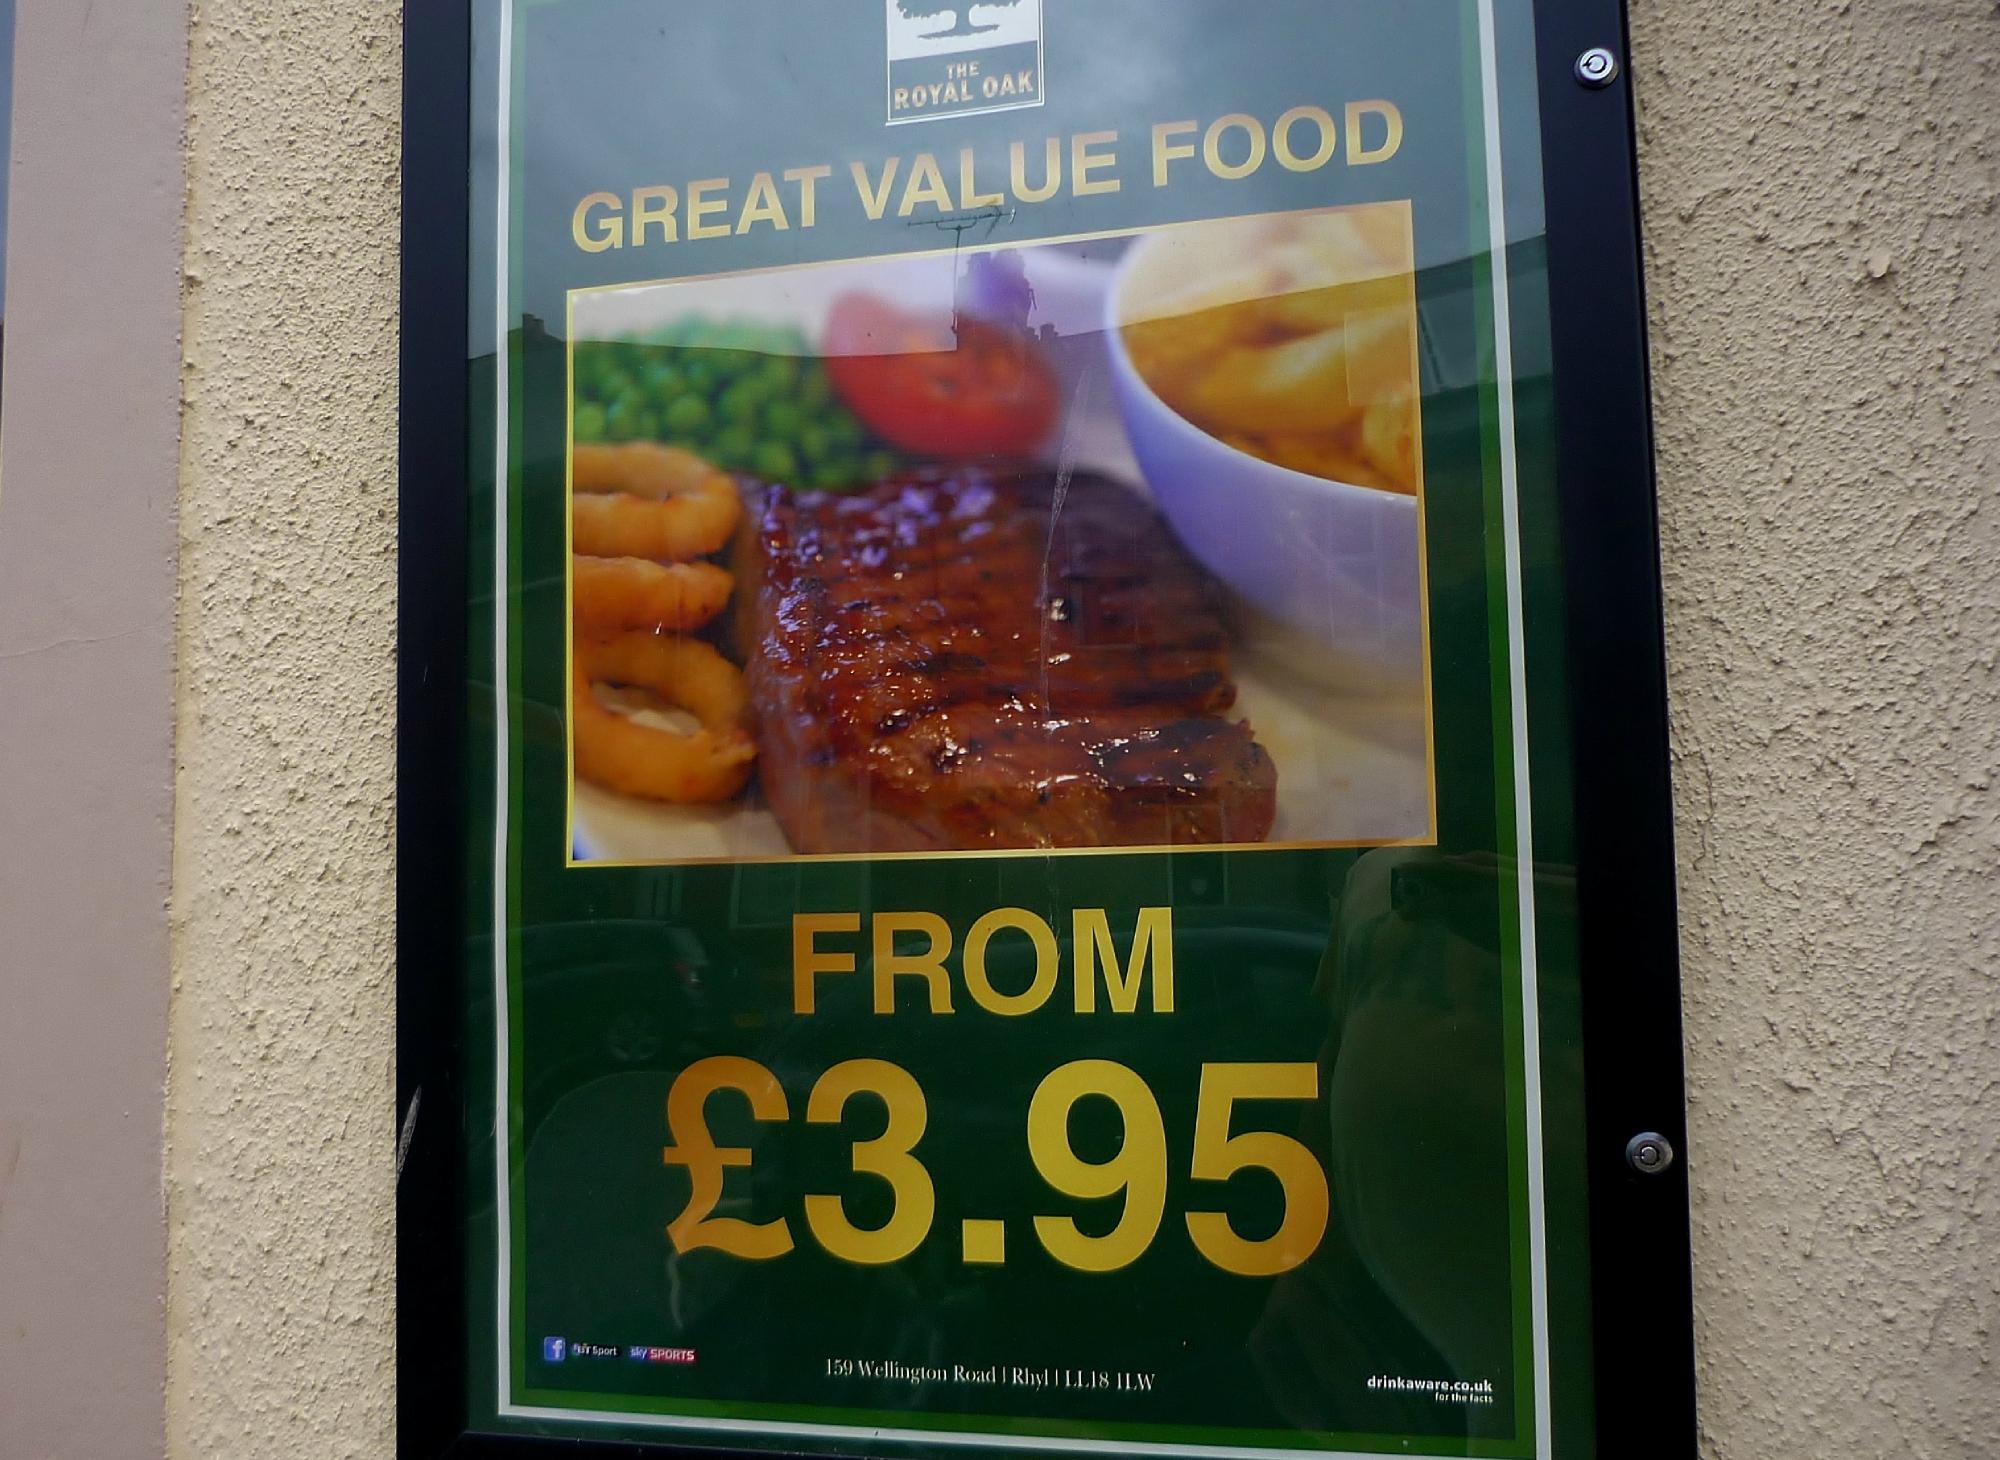 THE
ROYAL OAK
GREAT VALUE FOOD
FROM
£3.95
f BT Sport sky SPORTS
159 Wellington Road | Rhyl | LL18 1LW
drinkaware.co.uk
for the facts